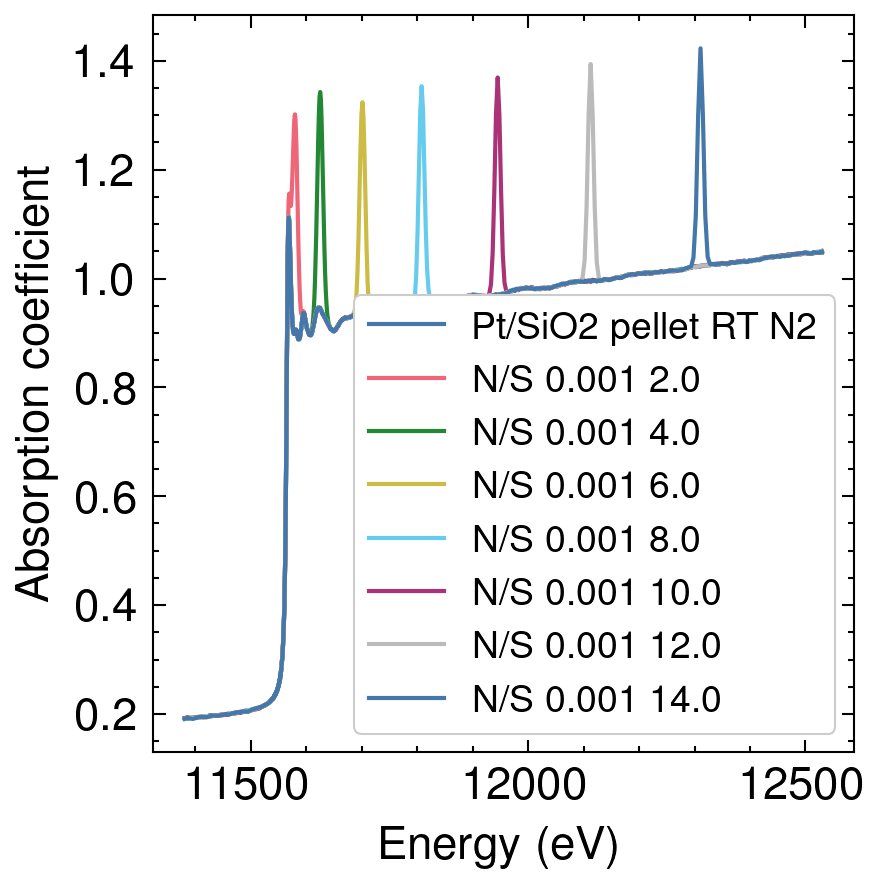 1.4
1.2
1.0
0.8
0.6
0.4
0.2
Absorption coefficient
Pt/SiO2 pellet RT N2
N/S 0.001 2.0
N/S 0.001 4.0
N/S 0.001 6.0
N/S 0.001 8.0
N/S 0.001 10.0
N/S 0.001 12.0
N/S 0.001 14.0
11500 12000 12500
Energy (eV)